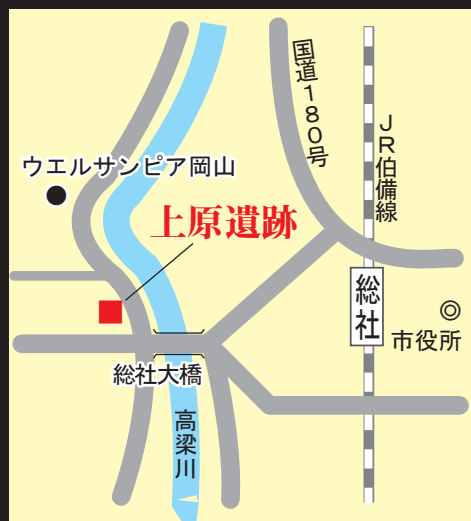 国道180号
JR伯備線
ウエルサンピア岡山
上原遺跡
総社
市役所
総社大橋
高梁川